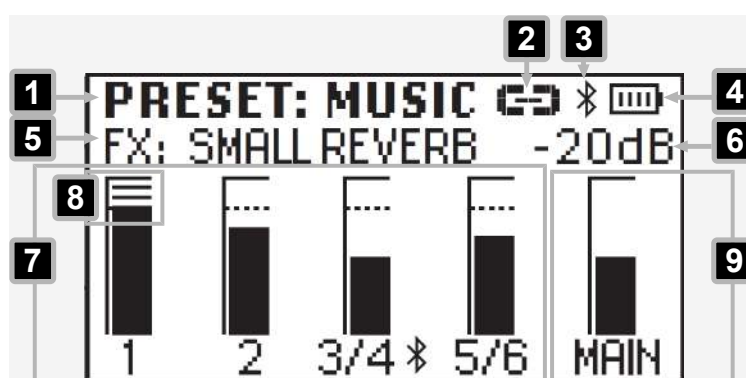 2 3
1 PRESET: MUSIC 4
5 FX: SMALL REVERB -20dB 6
8
7 9
1 2 3/4 5/6 MAIN